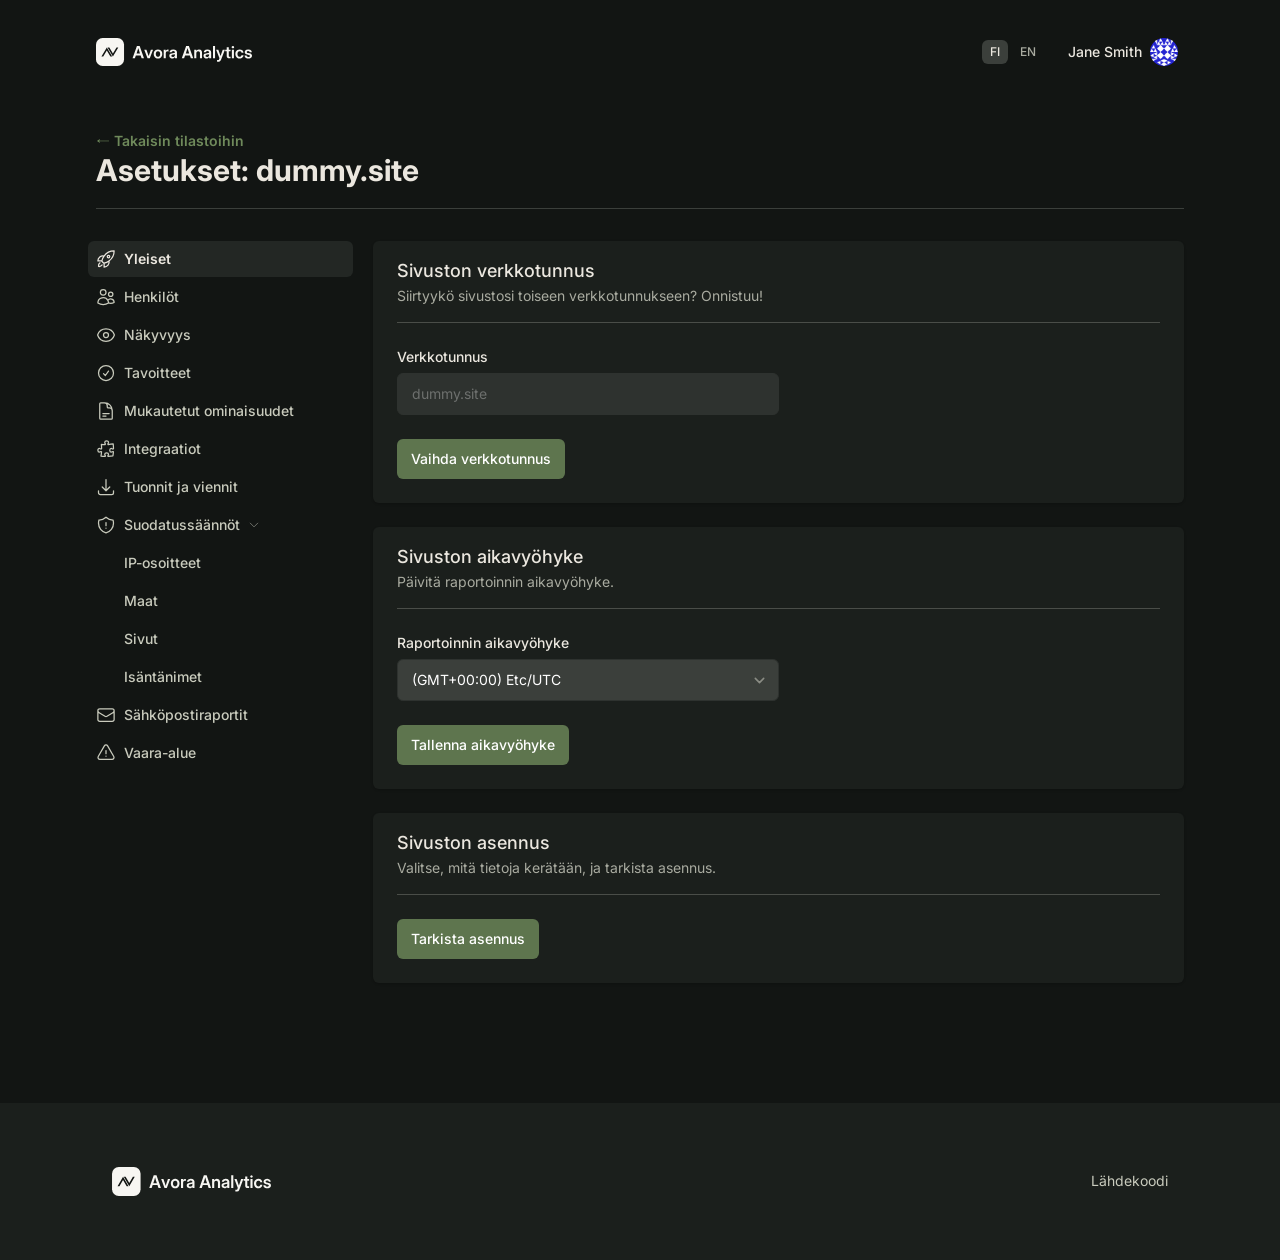 Avora Analytics
FI
EN
Jane Smith
← Takaisin tilastoihin
Asetukset: dummy.site
Yleiset
Henkilöt
Näkyvyys
Tavoitteet
Mukautetut ominaisuudet
Integraatiot
Tuonnit ja viennit
Suodatussäännöt
IP-osoitteet
Maat
Sivut
Isäntänimet
Sähköpostiraportit
Vaara-alue
Sivuston verkkotunnus
Siirtyykö sivustosi toiseen verkkotunnukseen? Onnistuu!
Verkkotunnus
dummy.site
Vaihda verkkotunnus
Sivuston aikavyöhyke
Päivitä raportoinnin aikavyöhyke.
Raportoinnin aikavyöhyke
(GMT+00:00) Etc/UTC
Tallenna aikavyöhyke
Sivuston asennus
Valitse, mitä tietoja kerätään, ja tarkista asennus.
Tarkista asennus
Avora Analytics
Lähdekoodi